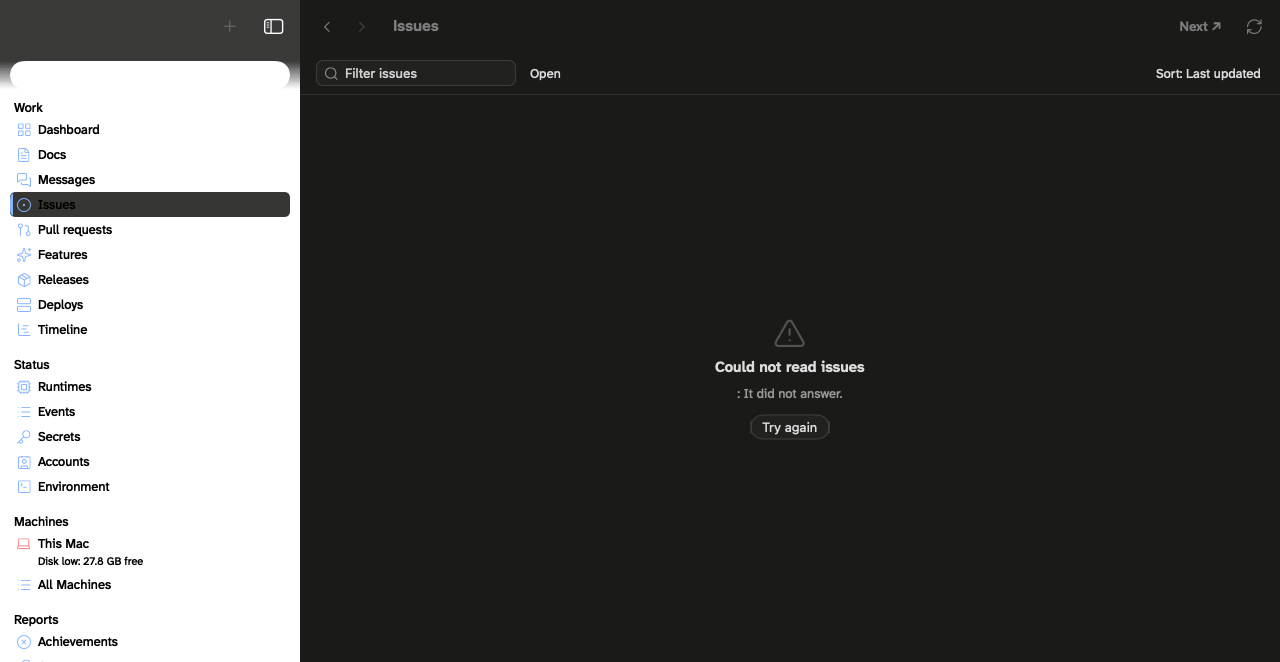 Issues
Next
Filter issues
Open
Sort: Last updated
Work
Dashboard
Docs
Messages
Issues
Pull requests
Features
Releases
Deploys
Timeline
Status
Runtimes
Events
Secrets
Accounts
Environment
Machines
This Mac
Disk low: 27.8 GB free
All Machines
Reports
Achievements
Could not read issues
: It did not answer.
Try again